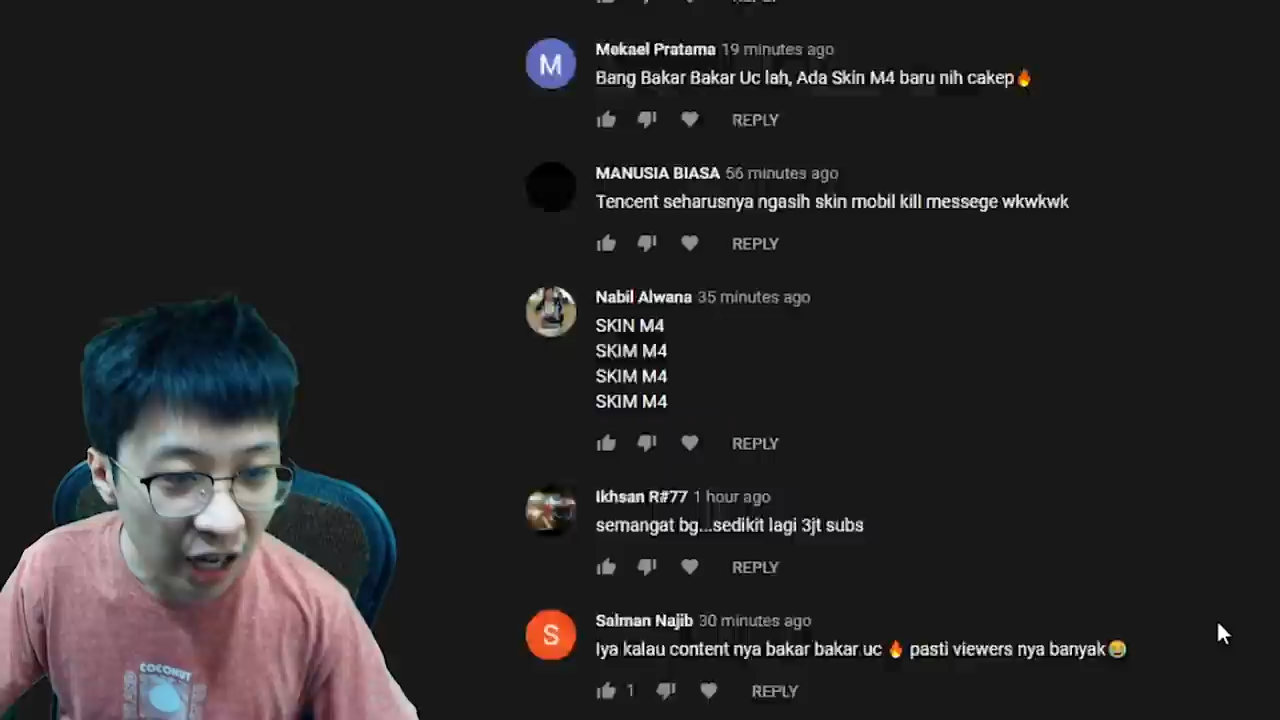 REPLY
M
Mekael Pratama 19 minutes ago
Bang Bakar Bakar Uc lah, Ada Skin M4 baru nih cakep🔥
REPLY
MANUSIA BIASA 56 minutes ago
Tencent seharusnya ngasih skin mobil kill messege wkwkwk
REPLY
Nabil Alwana 35 minutes ago
SKIN M4
SKIM M4
SKIM M4
SKIM M4
REPLY
Ikhsan R#77 1 hour ago
semangat bg...sedikit lagi 3jt subs
REPLY
S
Salman Najib 30 minutes ago
Iya kalau content nya bakar bakar uc 🔥 pasti viewers nya banyak😂
1 REPLY
COCONUT